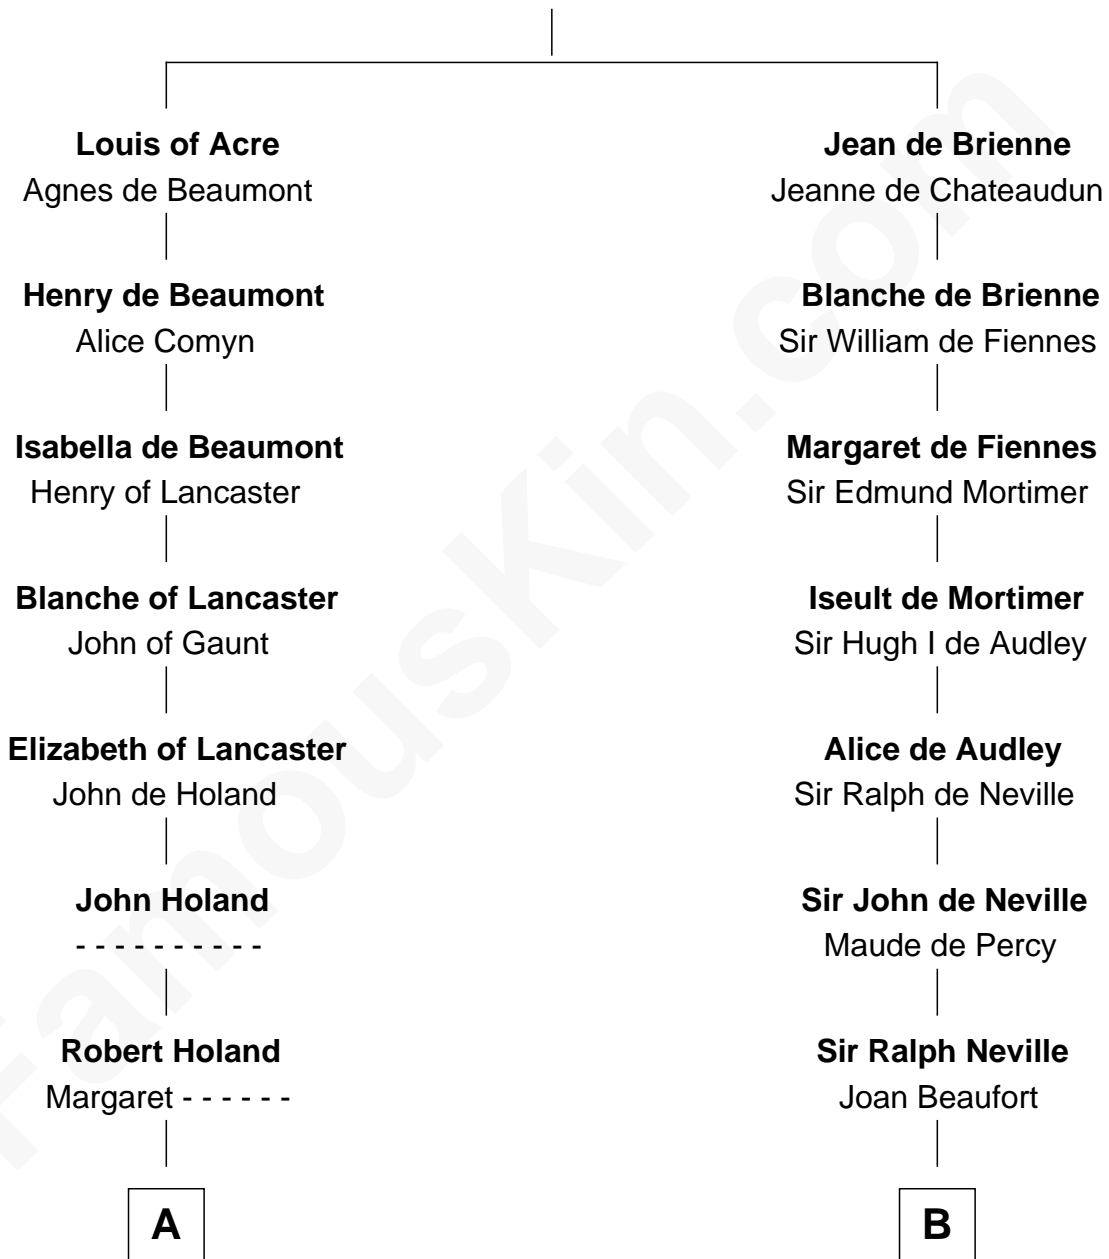 Louis of Acre
Agnes de Beaumont
Henry de Beaumont
Alice Comyn
Isabella de Beaumont
Henry of Lancaster
Blanche of Lancaster
John of Gaunt
Elizabeth of Lancaster
John de Holand
John Holand
- - - - - - - - - -
Robert Holand
Margaret - - - - - -
A
Jean de Brienne
Jeanne de Chateaudun
Blanche de Brienne
Sir William de Fiennes
Margaret de Fiennes
Sir Edmund Mortimer
Iseult de Mortimer
Sir Hugh I de Audley
Alice de Audley
Sir Ralph de Neville
Sir John de Neville
Maude de Percy
Sir Ralph Neville
Joan Beaufort
B
FamousKin.com